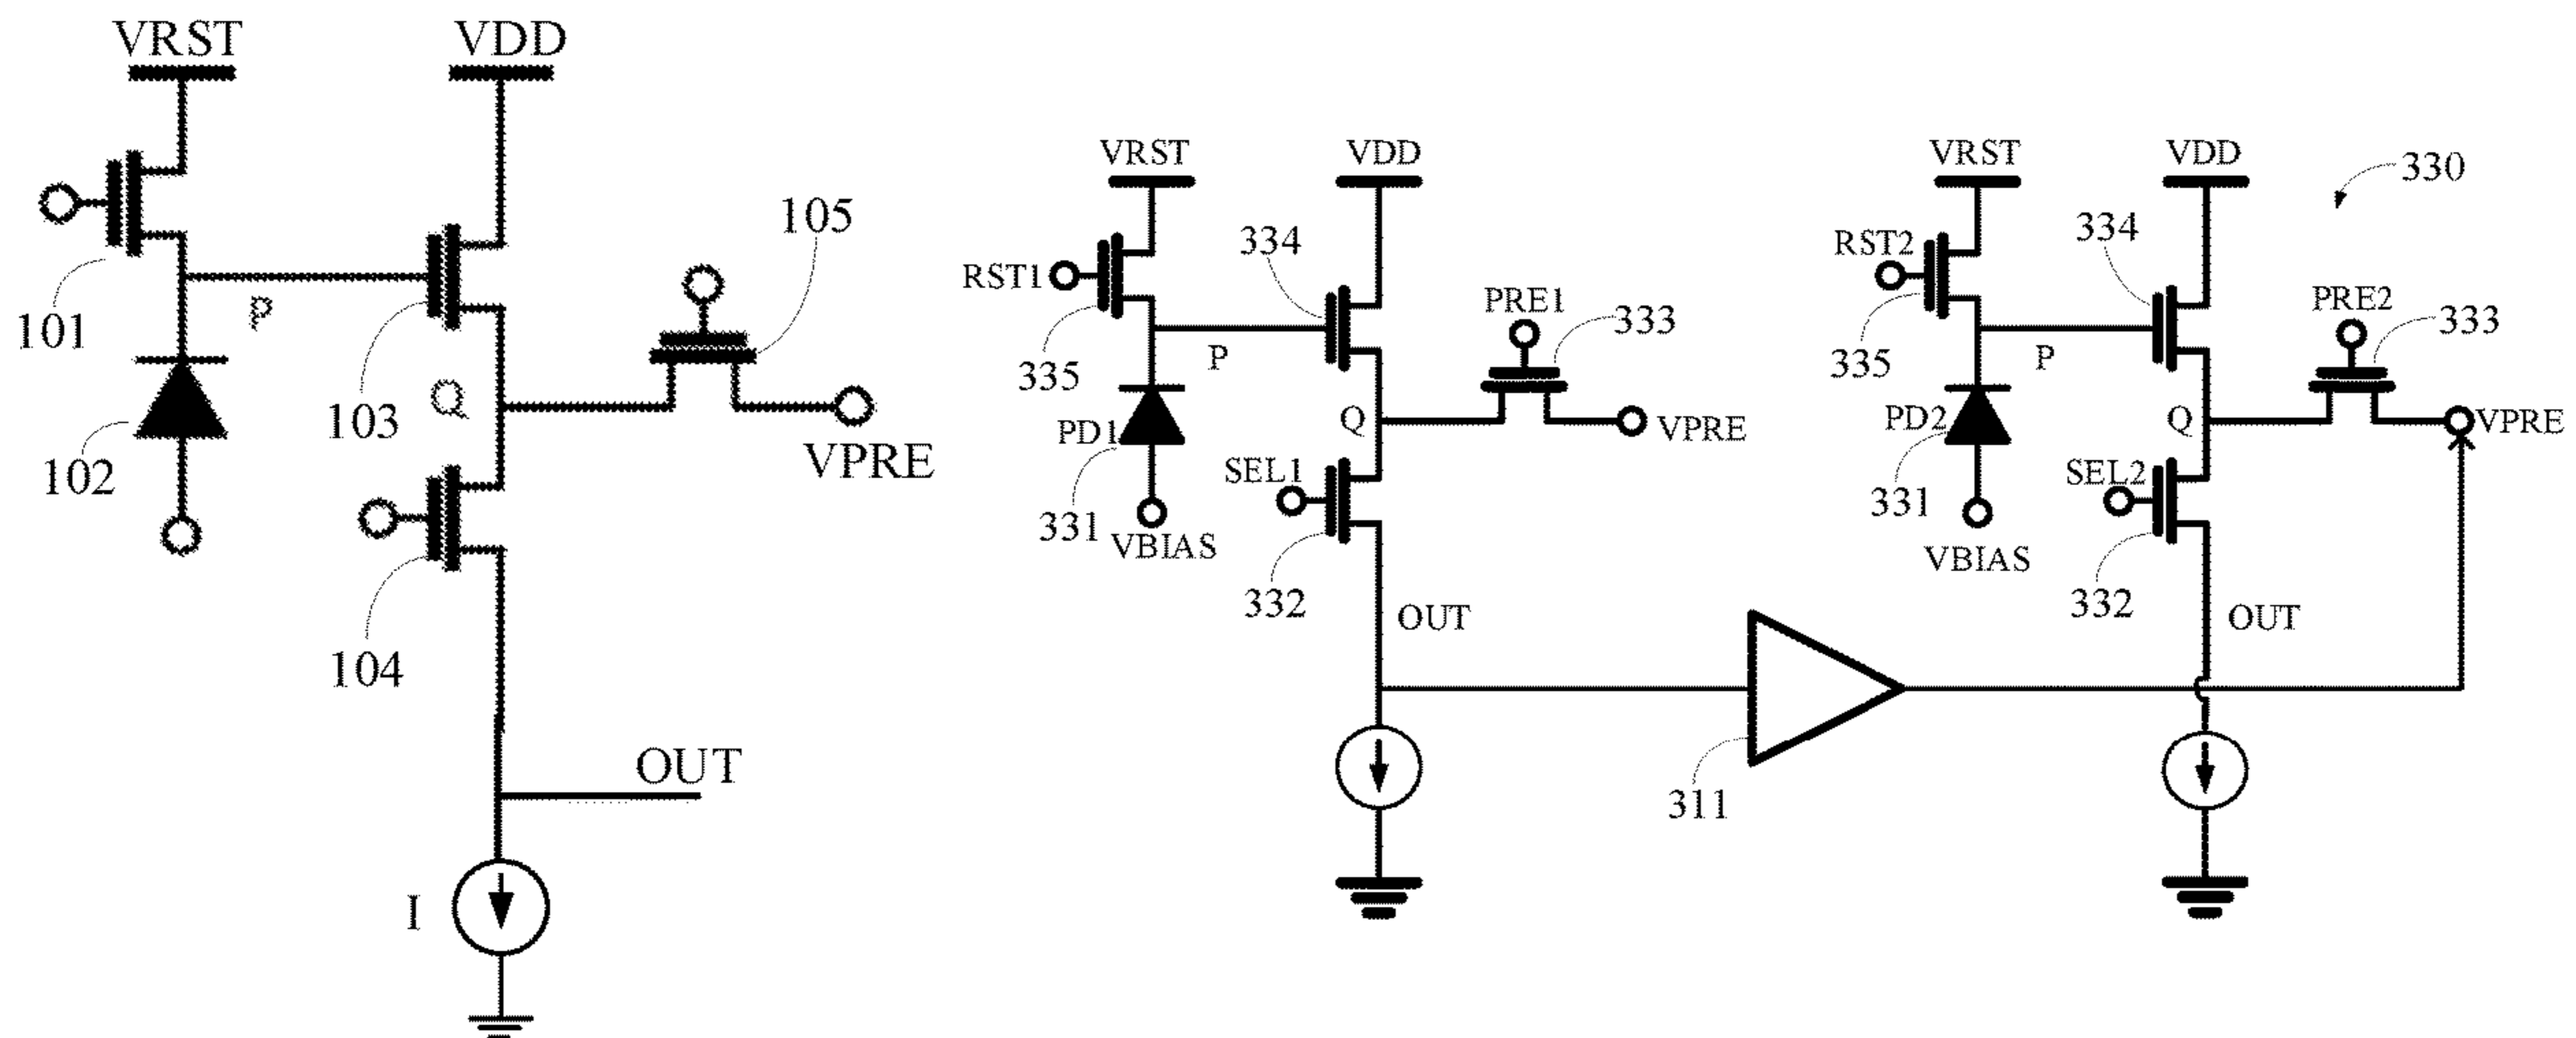 VRST
VDD
101
P
103
105
Q
102
VPRE
104
OUT
I
VRST
VDD
RST1
334
335
P
PRE1
333
Q
VPRE
PD1
331
VBIAS
SEL1
332
OUT
311
VRST
VDD
330
RST2
334
335
P
PRE2
333
Q
VPRE
PD2
331
VBIAS
SEL2
332
OUT